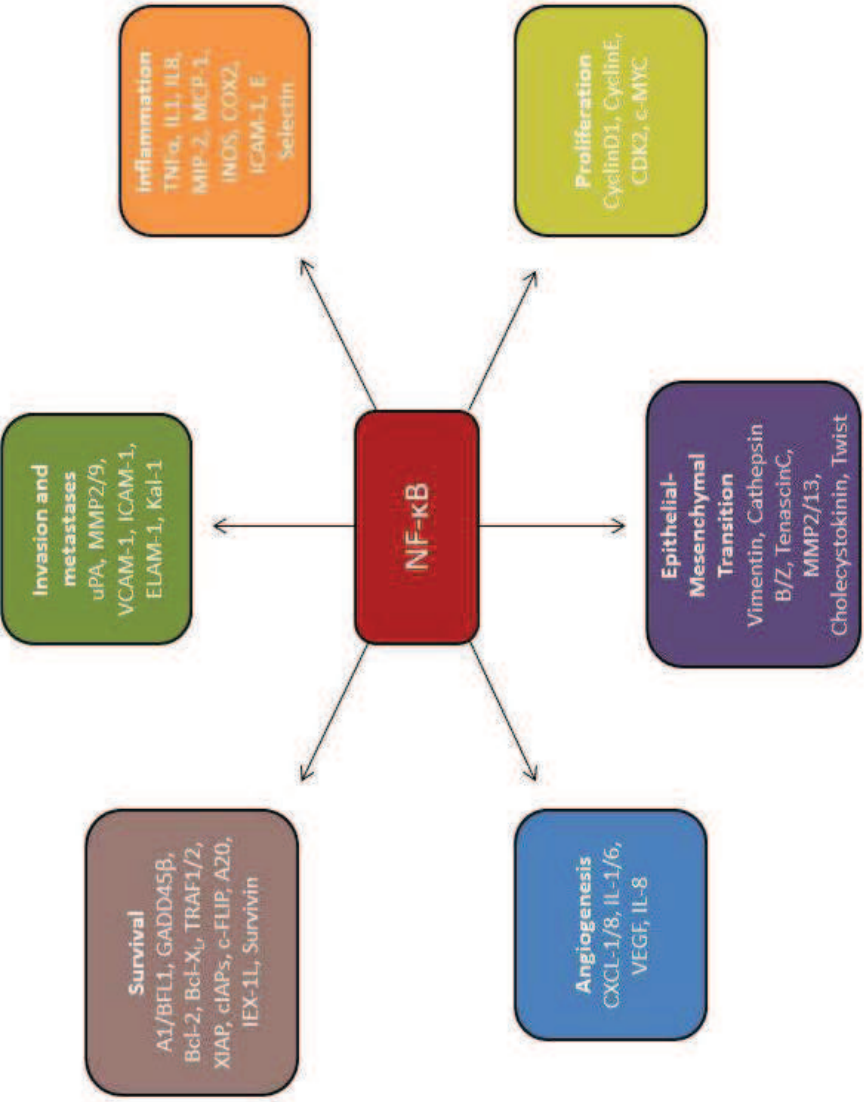 Survival
A1/BFL1, GADD45β,
Bcl-2, Bcl-XL, TRAF1/2,
XIAP, cIAPs, c-FLIP, A20,
IEX-1L, Survivin
Invasion and
metastases
uPA, MMP2/9,
VCAM-1, ICAM-1,
ELAM-1, Kal-1
Inflammation
TNFα, IL1, IL8,
MIP-2, MCP-1,
iNOS, COX2,
ICAM-1, E-
Selectin
NF-κB
Angiogenesis
CXCL-1/8, IL-1/6,
VEGF, IL-8
Epithelial-
Mesenchymal
Transition
Vimentin, Cathepsin
B/Z, TenascinC,
MMP2/13,
Cholecystokinin, Twist
Proliferation
CyclinD1, CyclinE,
CDK2, c-MYC